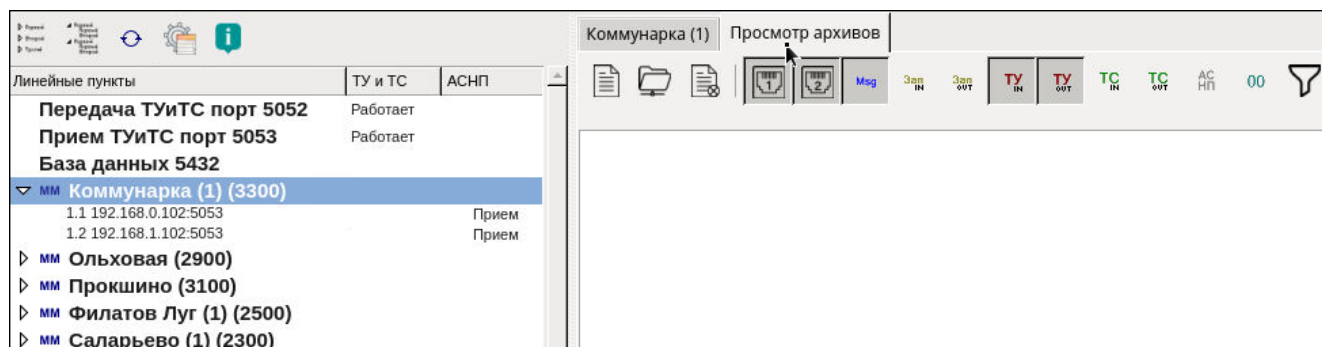 Линейные пункты ТУ и ТС АСНП
Передача ТУиТС порт 5052 Работает
Прием ТУиТС порт 5053 Работает
База данных 5432
ММ Коммунарка (1) (3300)
1.1 192.168.0.102:5053 Прием
1.2 192.168.1.102:5053 Прием
ММ Ольховая (2900)
ММ Прокшино (3100)
ММ Филатов Луг (1) (2500)
ММ Саларьево (1) (2300)
Коммунарка (1) Просмотр архивов
1 2 Msg Зап IN Зап OUT ТУ IN ТУ OUT ТС IN ТС OUT АС НП 00